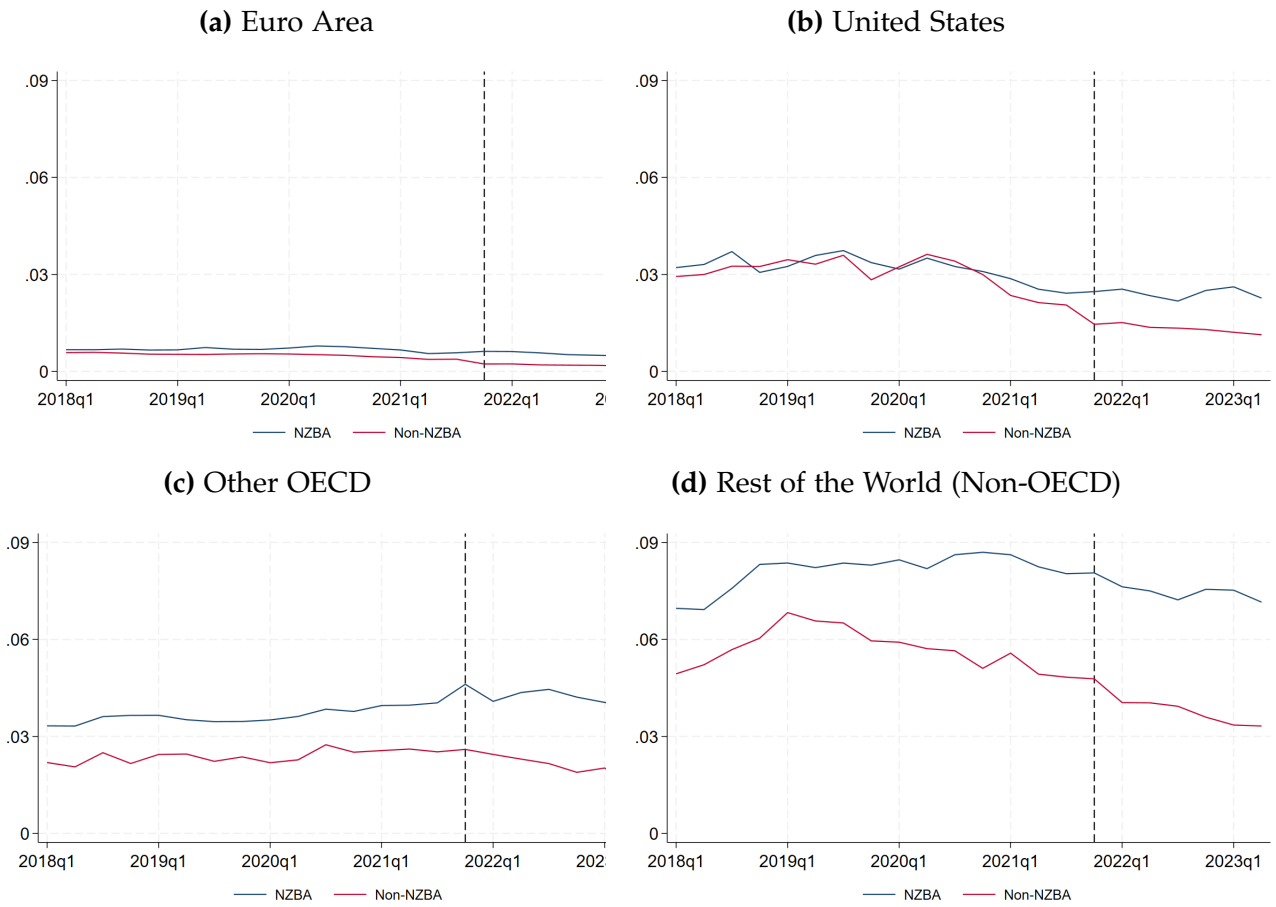 (a) Euro Area
.09
.06
.03
0
2018q1 2019q1 2020q1 2021q1 2022q1 2
NZBA Non-NZBA
(b) United States
.09
.06
.03
0
2018q1 2019q1 2020q1 2021q1 2022q1 2023q1
NZBA Non-NZBA
(c) Other OECD
.09
.06
.03
0
2018q1 2019q1 2020q1 2021q1 2022q1 202
NZBA Non-NZBA
(d) Rest of the World (Non-OECD)
.09
.06
.03
0
2018q1 2019q1 2020q1 2021q1 2022q1 2023q1
NZBA Non-NZBA